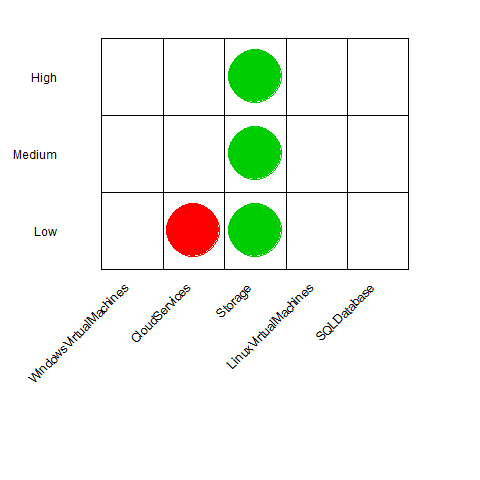 High
Medium
Low
WindowsVirtualMachines
CloudServices
Storage
LinuxVirtualMachines
SQLDatabase